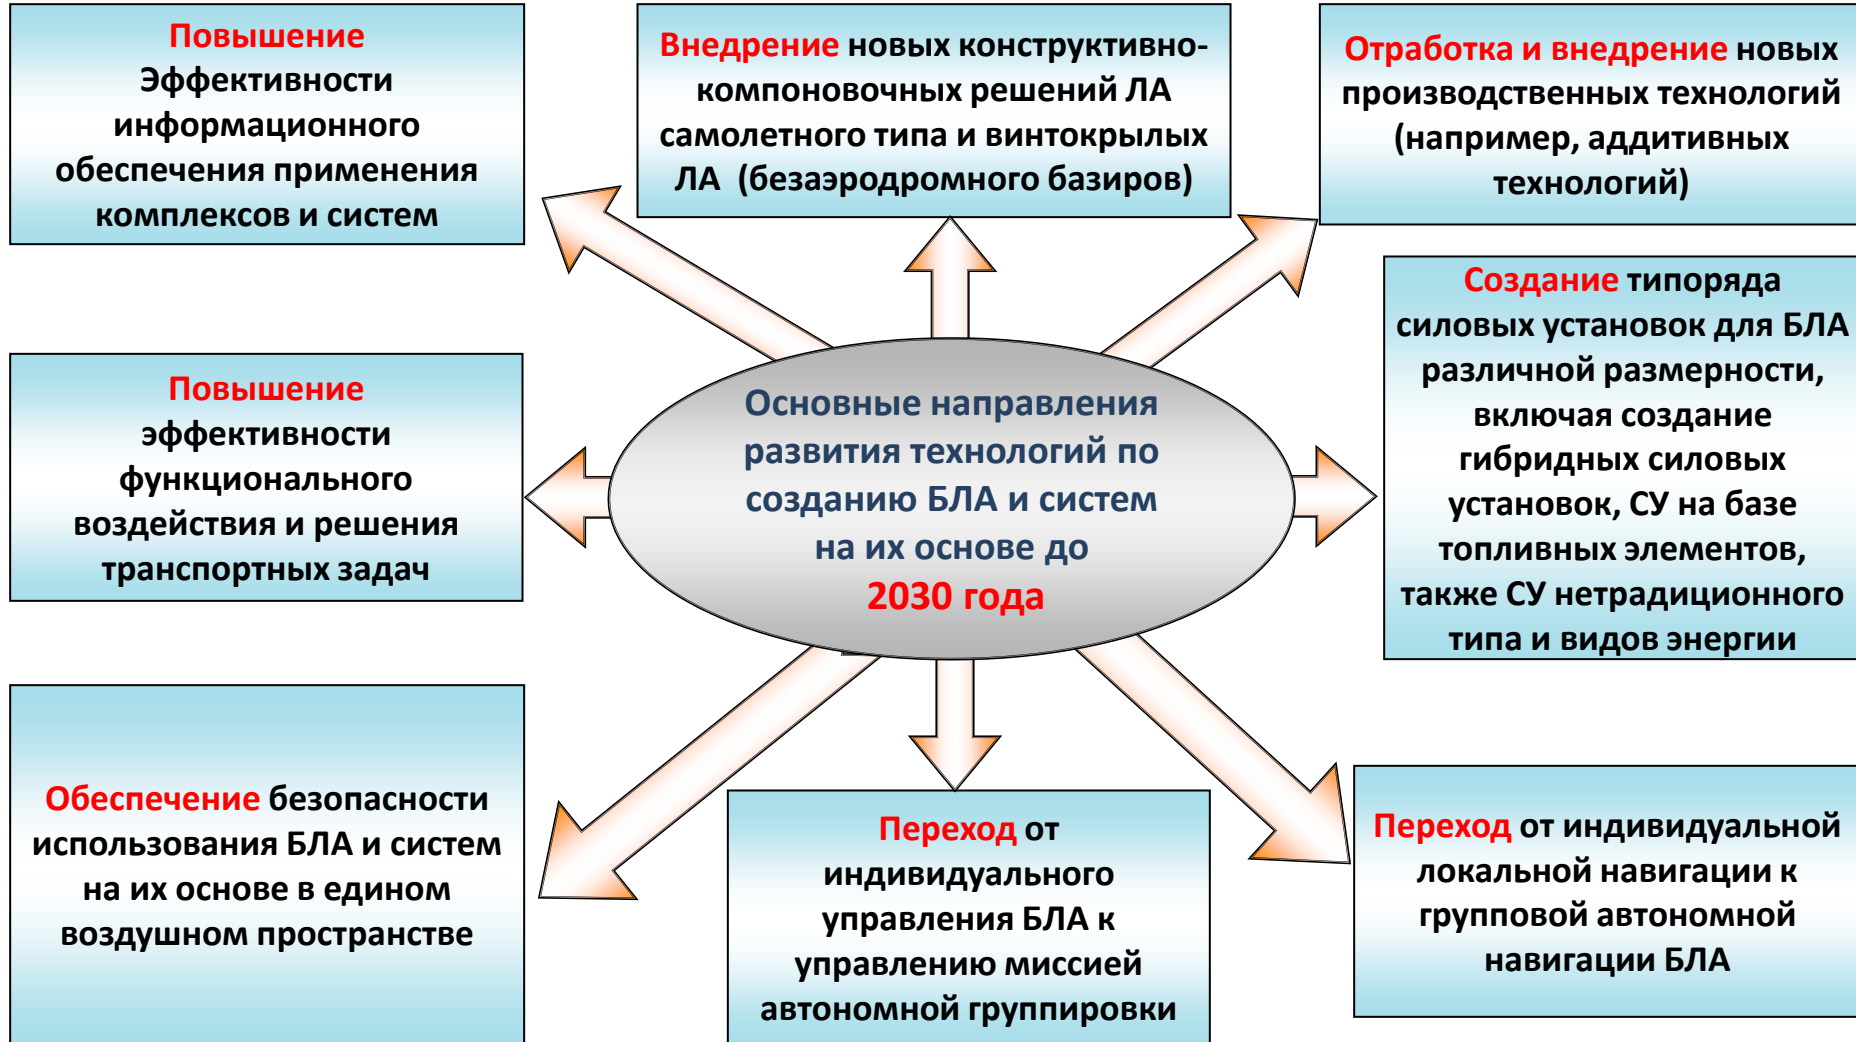 Повышение
Эффективности
информационного
обеспечения применения
комплексов и систем
Внедрение новых конструктивно-
компоновочных решений ЛА
самолетного типа и винтокрылых
ЛА (безаэродромного базиров)
Отработка и внедрение новых
производственных технологий
(например, аддитивных
технологий)
Повышение
эффективности
функционального
воздействия и решения
транспортных задач
Основные направления
развития технологий по
созданию БЛА и систем
на их основе до
2030 года
Создание типоряда
силовых установок для БЛА
различной размерности,
включая создание
гибридных силовых
установок, СУ на базе
топливных элементов,
также СУ нетрадиционного
типа и видов энергии
Обеспечение безопасности
использования БЛА и систем
на их основе в едином
воздушном пространстве
Переход от
индивидуального
управления БЛА к
управлению миссией
автономной группировки
Переход от индивидуальной
локальной навигации к
групповой автономной
навигации БЛА